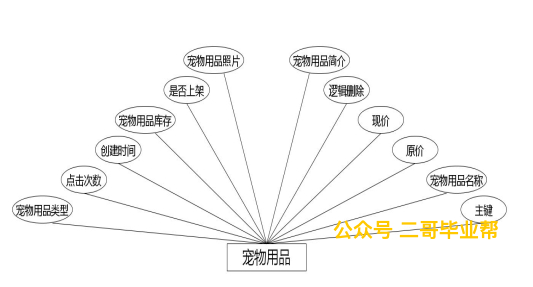 宠物用品照片
宠物用品简介
是否上架
逻辑删除
宠物用品库存
现价
创建时间
原价
点击次数
宠物用品名称
宠物用品类型
主键
公众号 二哥毕业帮
宠物用品